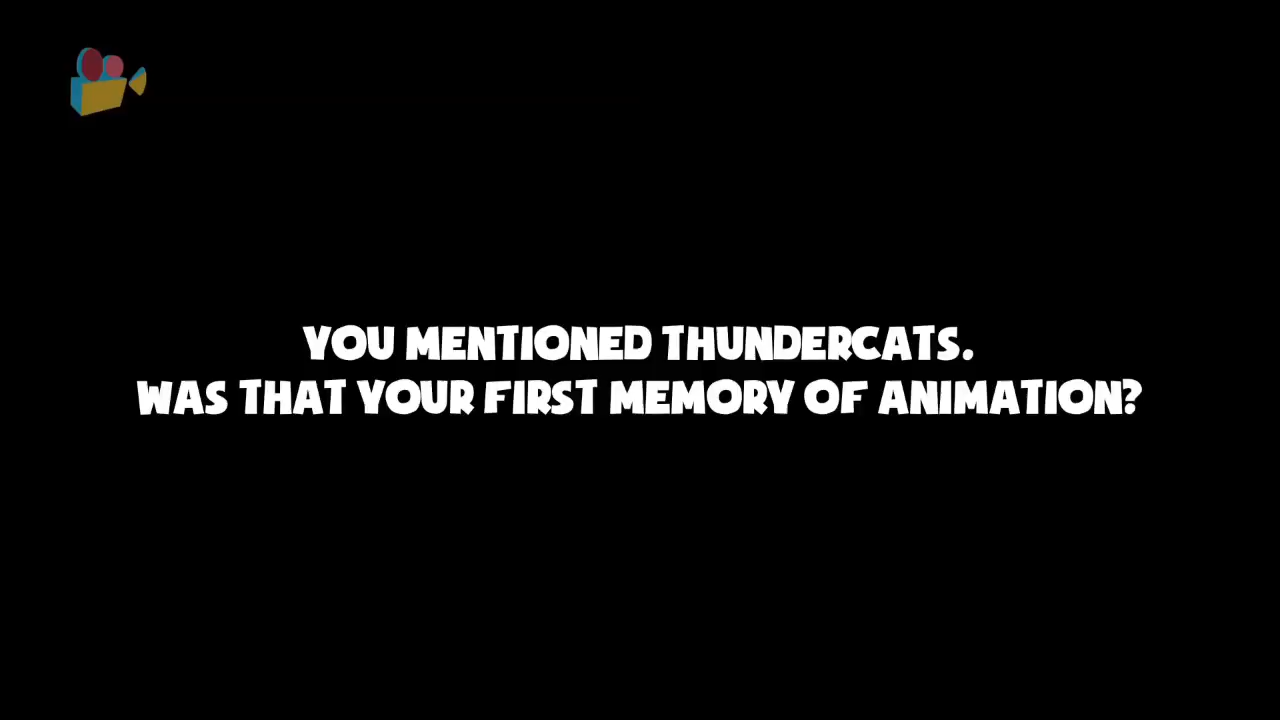 YOU MENTIONED THUNDERCATS.
WAS THAT YOUR FIRST MEMORY OF ANIMATION?